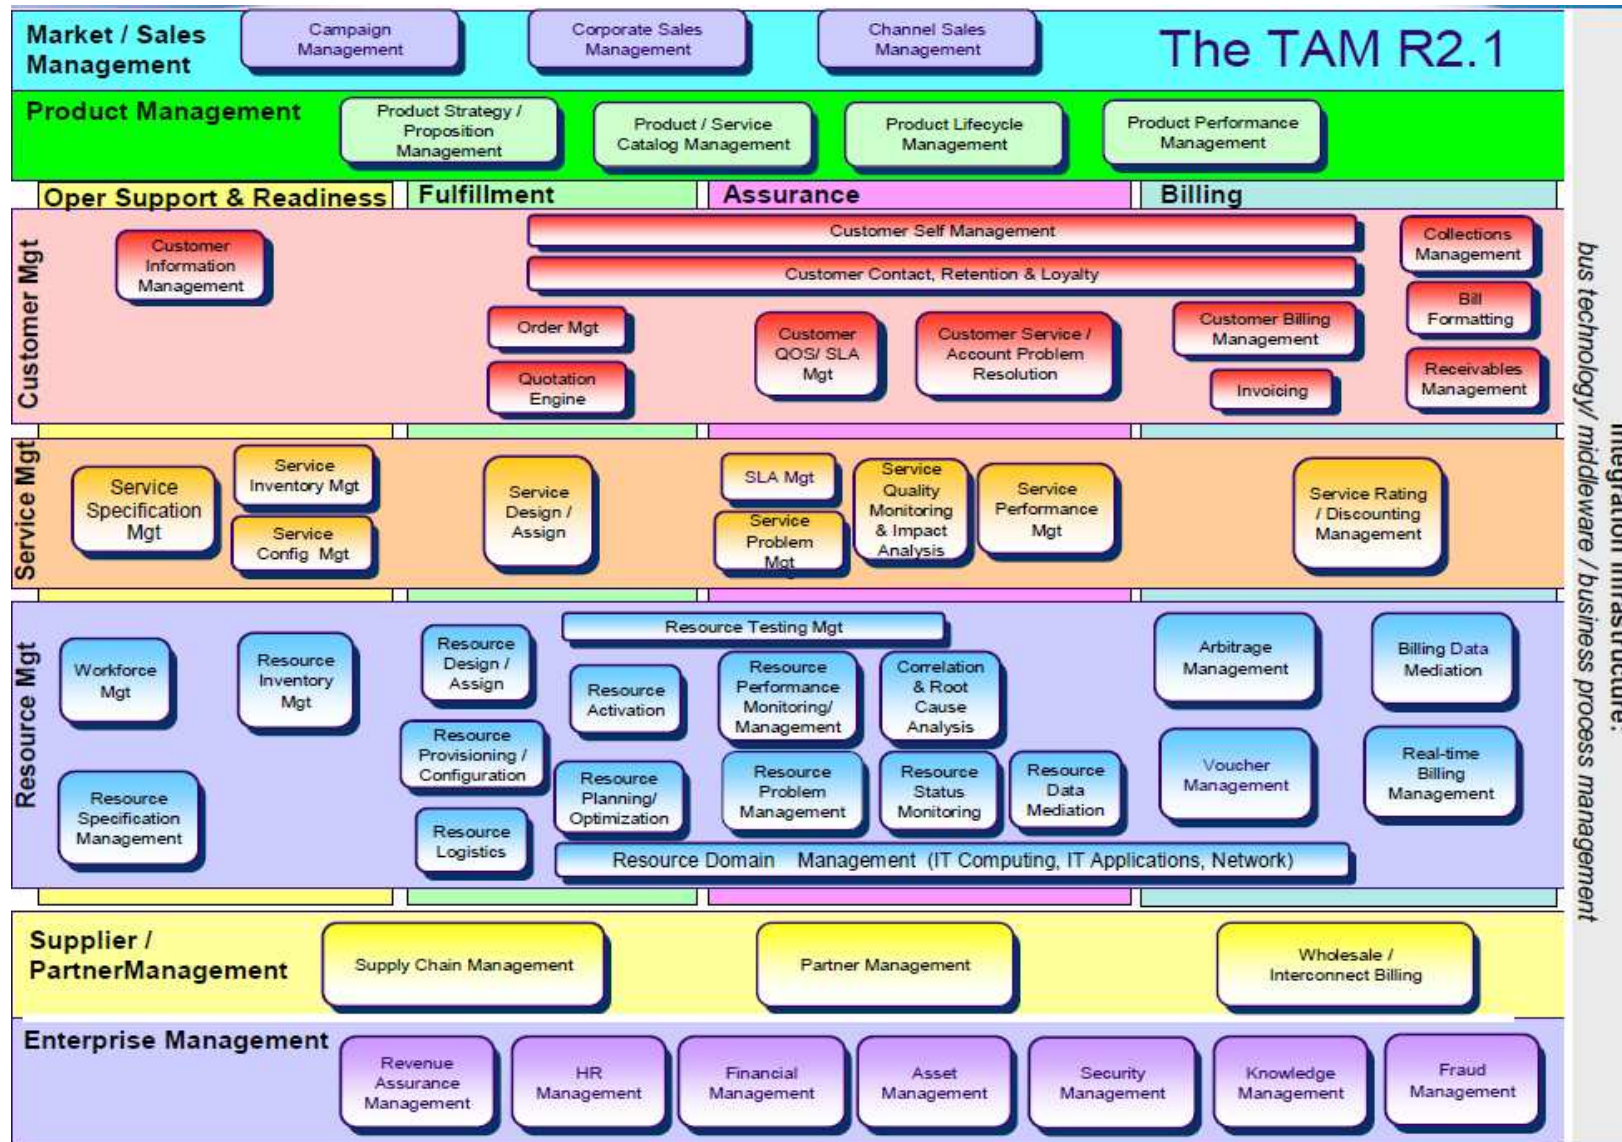 Market / Sales
Management
Campaign
Management
Corporate Sales
Management
Channel Sales
Management
The TAM R2.1
Product Management
Product Strategy /
Proposition
Management
Product / Service
Catalog Management
Product Lifecycle
Management
Product Performance
Management
Oper Support & Readiness
Fulfillment
Assurance
Billing
Customer Mgt
Customer
Information
Management
Customer Self Management
Customer Contact, Retention & Loyalty
Order Mgt
Quotation
Engine
Customer
QOS/ SLA
Mgt
Customer Service /
Account Problem
Resolution
Customer Billing
Management
Invoicing
Collections
Management
Bill
Formatting
Receivables
Management
Service Mgt
Service
Specification
Mgt
Service
Inventory Mgt
Service
Config Mgt
Service
Design /
Assign
SLA Mgt
Service
Problem
Mgt
Service
Quality
Monitoring
& Impact
Analysis
Service
Performance
Mgt
Service Rating
/ Discounting
Management
Resource Mgt
Workforce
Mgt
Resource
Inventory
Mgt
Resource
Specification
Management
Resource
Design /
Assign
Resource
Provisioning /
Configuration
Resource
Logistics
Resource Testing Mgt
Resource
Activation
Resource
Planning/
Optimization
Resource
Performance
Monitoring/
Management
Correlation
& Root
Cause
Analysis
Resource
Problem
Management
Resource
Status
Monitoring
Resource
Data
Mediation
Arbitrage
Management
Billing Data
Mediation
Voucher
Management
Real-time
Billing
Management
Resource Domain Management (IT Computing, IT Applications, Network)
Supplier /
PartnerManagement
Supply Chain Management
Partner Management
Wholesale /
Interconnect Billing
Enterprise Management
Revenue
Assurance
Management
HR
Management
Financial
Management
Asset
Management
Security
Management
Knowledge
Management
Fraud
Management
Integration Infrastructure:
bus technology/ middleware / business process management